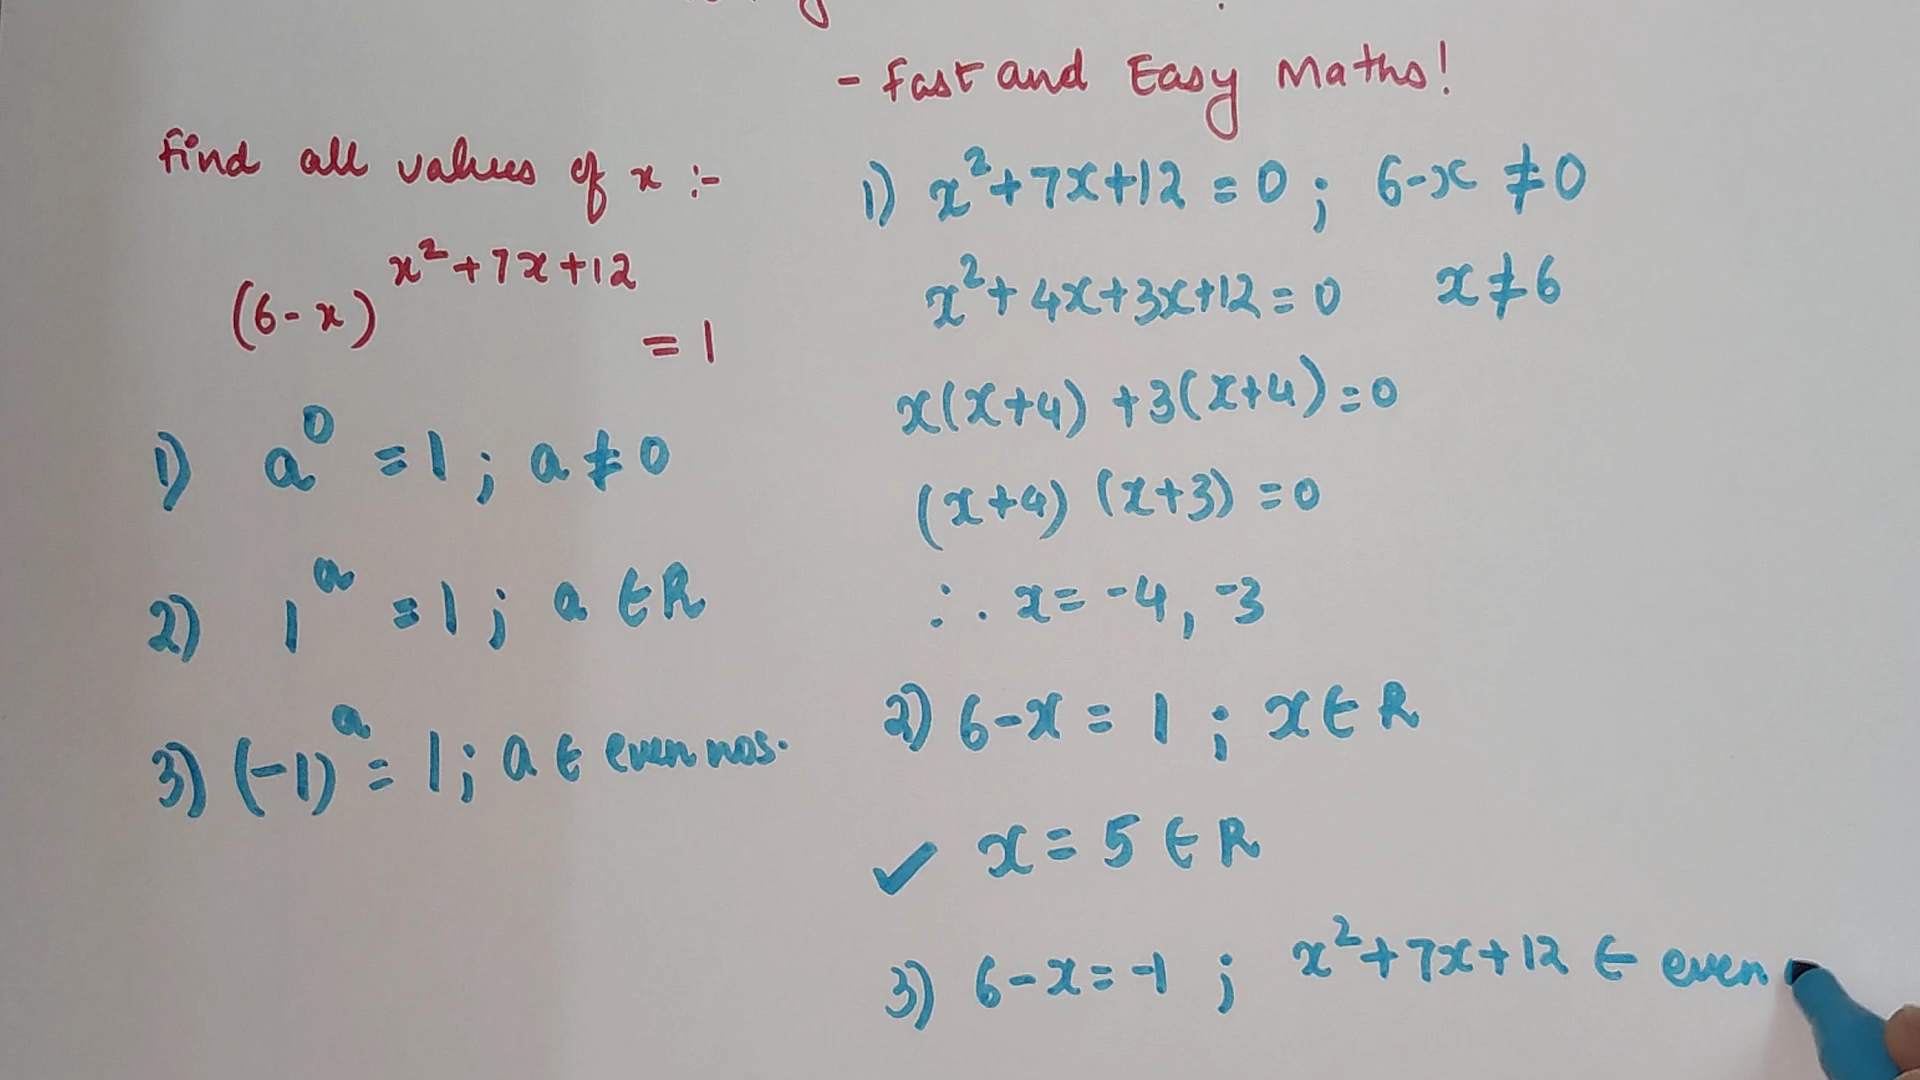 - Fast and Easy Maths!
Find all values of x :-
(6-x)^x²+7x+12 = 1
1) a⁰ = 1 ; a ≠ 0
2) 1^a = 1 ; a ∈ R
3) (-1)^a = 1 ; a ∈ even nos.
1) x²+7x+12 = 0 ; 6-x ≠ 0
x²+4x+3x+12 = 0 x ≠ 6
x(x+4) +3(x+4) = 0
(x+4) (x+3) = 0
∴ x = -4, -3
2) 6-x = 1 ; x ∈ R
✓ x = 5 ∈ R
3) 6-x = -1 ; x²+7x+12 ∈ even